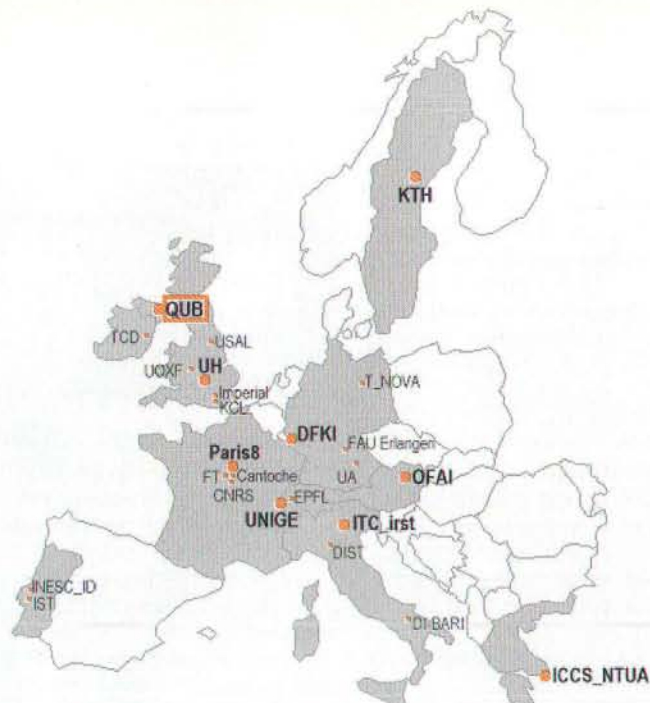 KTH
QUB
TCD
USAL
UOXF
UH
Imperial
KCL
T_NOVA
DFKI
FAU Erlangen
Paris8
FT
Cantoche
UA
OFAI
CNRS
EPFL
UNIGE
ITC_irst
DIST
INESC_ID
IST
DI BARI
ICCS_NTUA